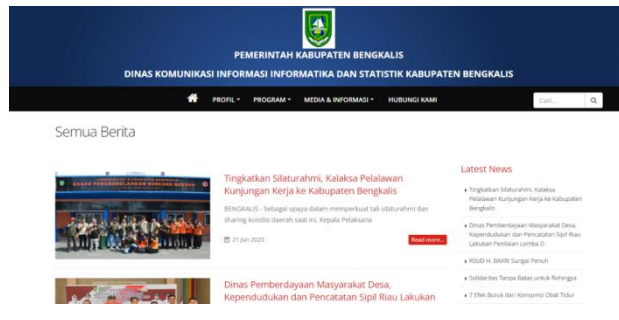 PEMERINTAH KABUPATEN BENGKALIS
DINAS KOMUNIKASI INFORMASI INFORMATIKA DAN STATISTIK KABUPATEN BENGKALIS
PROFIL
PROGRAM
MEDIA & INFORMASI
HUBUNGI KAMI
Cari...
Semua Berita
Tingkatkan Silaturahmi, Kalaksa Pelalawan
Kunjungan Kerja ke Kabupaten Bengkalis
BENGKALIS - Sebagai upaya dalam memperkuat tali silaturahmi dan
sharing kondisi daerah saat ini, Kepala Pelaksana
21 Jun 2023
Read more...
Dinas Pemberdayaan Masyarakat Desa,
Kependudukan dan Pencatatan Sipil Riau Lakukan
Latest News
Tingkatkan Silaturahmi, Kalaksa
Pelalawan Kunjungan Kerja ke Kabupaten
Bengkalis
Dinas Pemberdayaan Masyarakat Desa,
Kependudukan dan Pencatatan Sipil Riau
Lakukan Penilaian Lomba D
RSUD H. BAKRI Sungai Penuh
Solidaritas Tanpa Batas untuk Rohingya
7 Efek Buruk dari Konsumsi Obat Tidur